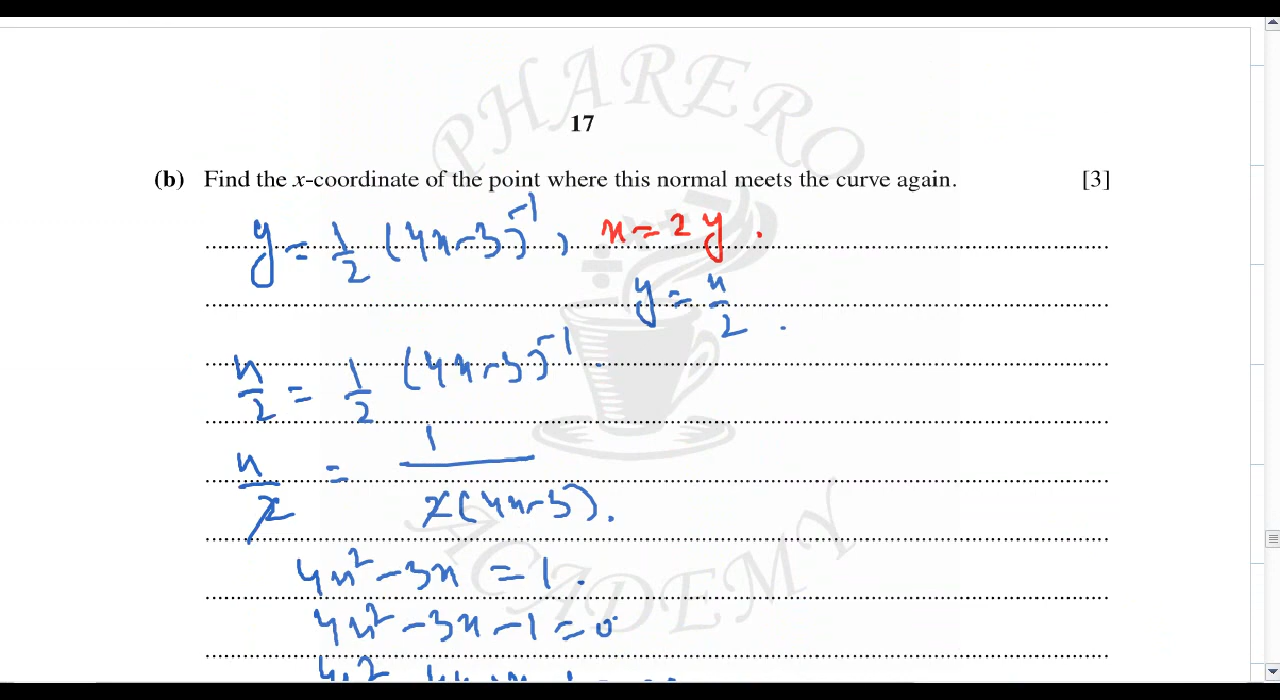 PHARERO
17
(b) Find the x-coordinate of the point where this normal meets the curve again. [3]
y = 1/2 (4x-3)^-1, x = 2y.
y = x/2.
x/2 = 1/2 (4x-3)^-1.
x/2 = 1/2(4x-3).
4x^2 - 3x = 1.
4x^2 - 3x - 1 = 0
ACADEMY